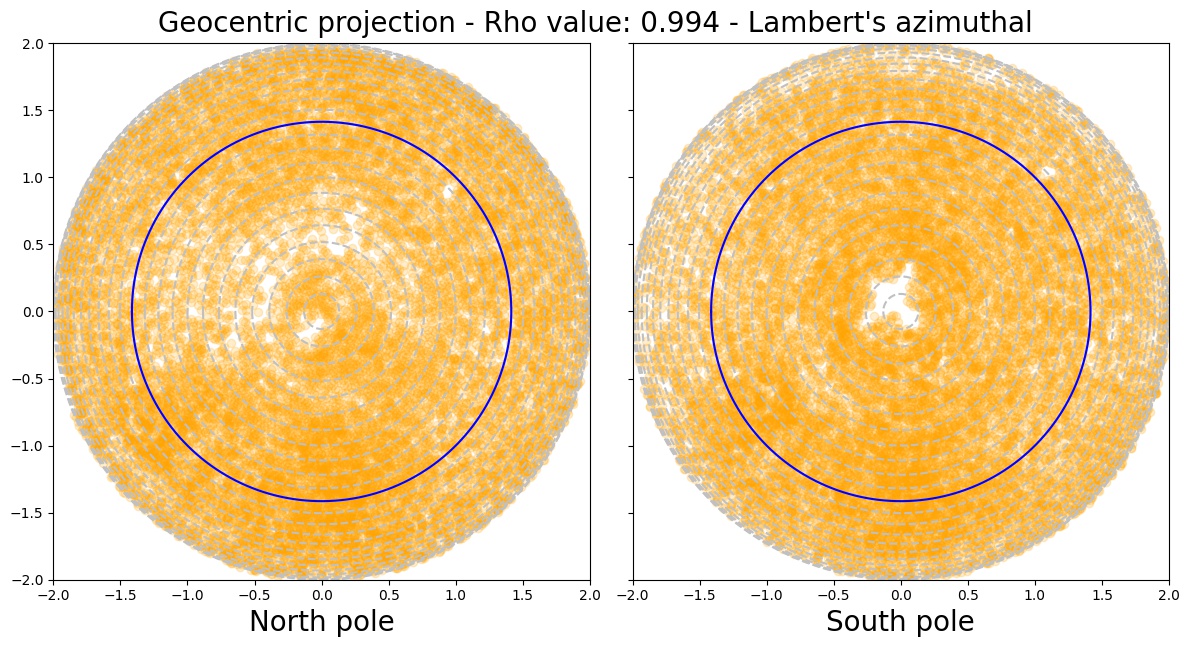 Geocentric projection - Rho value: 0.994 - Lambert's azimuthal
2.0
1.5
1.0
0.5
0.0
−0.5
−1.0
−1.5
−2.0
−2.0 −1.5 −1.0 −0.5 0.0 0.5 1.0 1.5 2.0
−2.0 −1.5 −1.0 −0.5 0.0 0.5 1.0 1.5 2.0
North pole
South pole